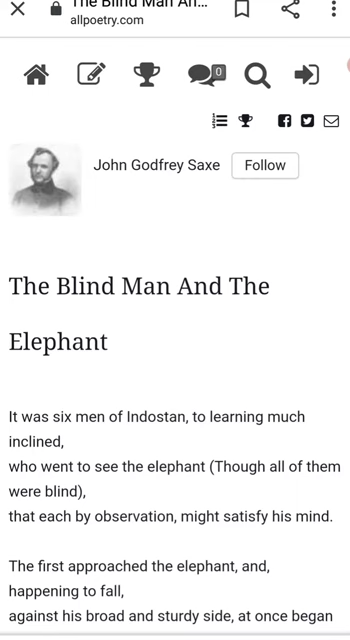 The Blind Man An...
allpoetry.com
0
John Godfrey Saxe
Follow
The Blind Man And The
Elephant
It was six men of Indostan, to learning much
inclined,
who went to see the elephant (Though all of them
were blind),
that each by observation, might satisfy his mind.
The first approached the elephant, and,
happening to fall,
against his broad and sturdy side, at once began